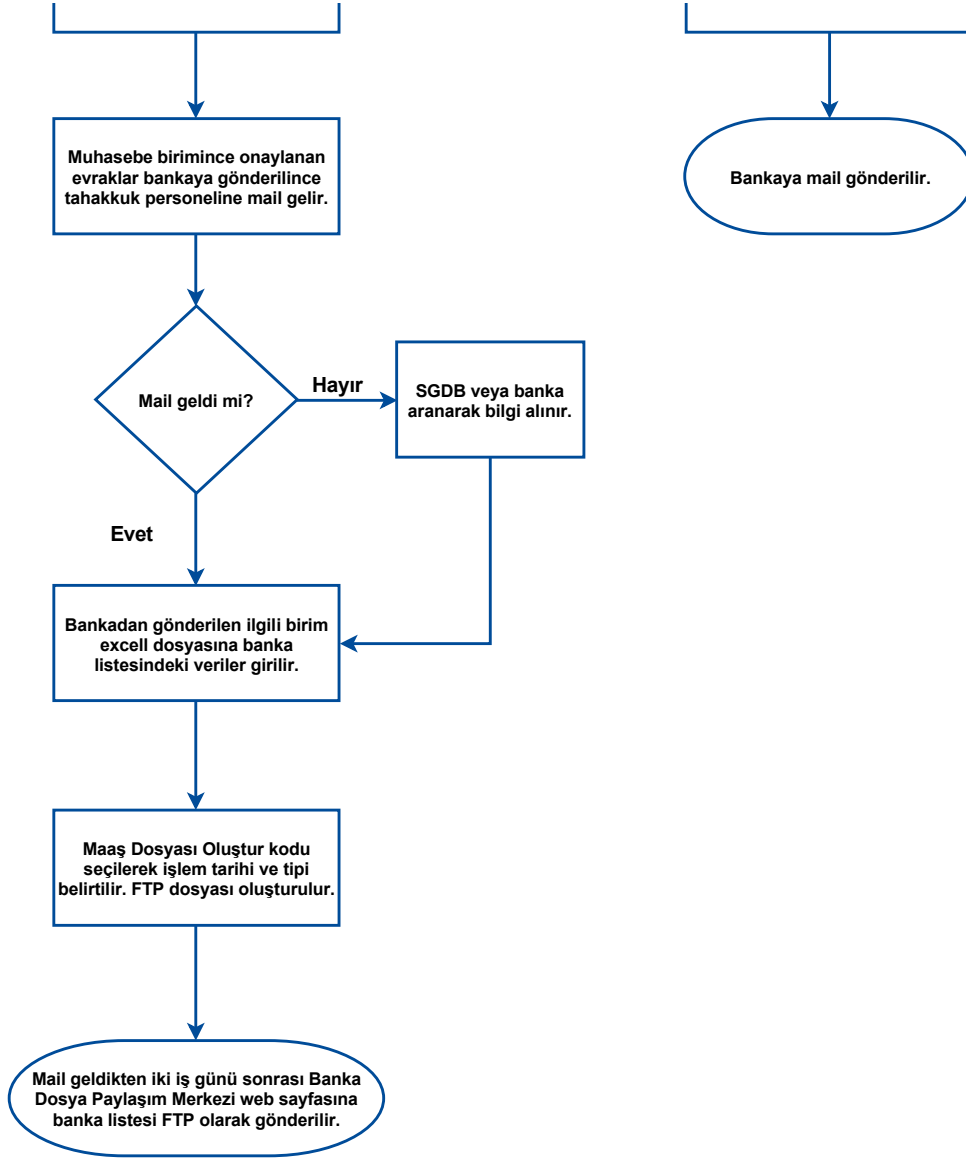 Muhasebe birimince onaylanan
evraklar bankaya gönderilince
tahakkuk personeline mail gelir.
Bankaya mail gönderilir.
Mail geldi mi?
Hayır
SGDB veya banka
aranarak bilgi alınır.
Evet
Bankadan gönderilen ilgili birim
excell dosyasına banka
listesindeki veriler girilir.
Maaş Dosyası Oluştur kodu
seçilerek işlem tarihi ve tipi
belirtilir. FTP dosyası oluşturulur.
Mail geldikten iki iş günü sonrası Banka
Dosya Paylaşım Merkezi web sayfasına
banka listesi FTP olarak gönderilir.